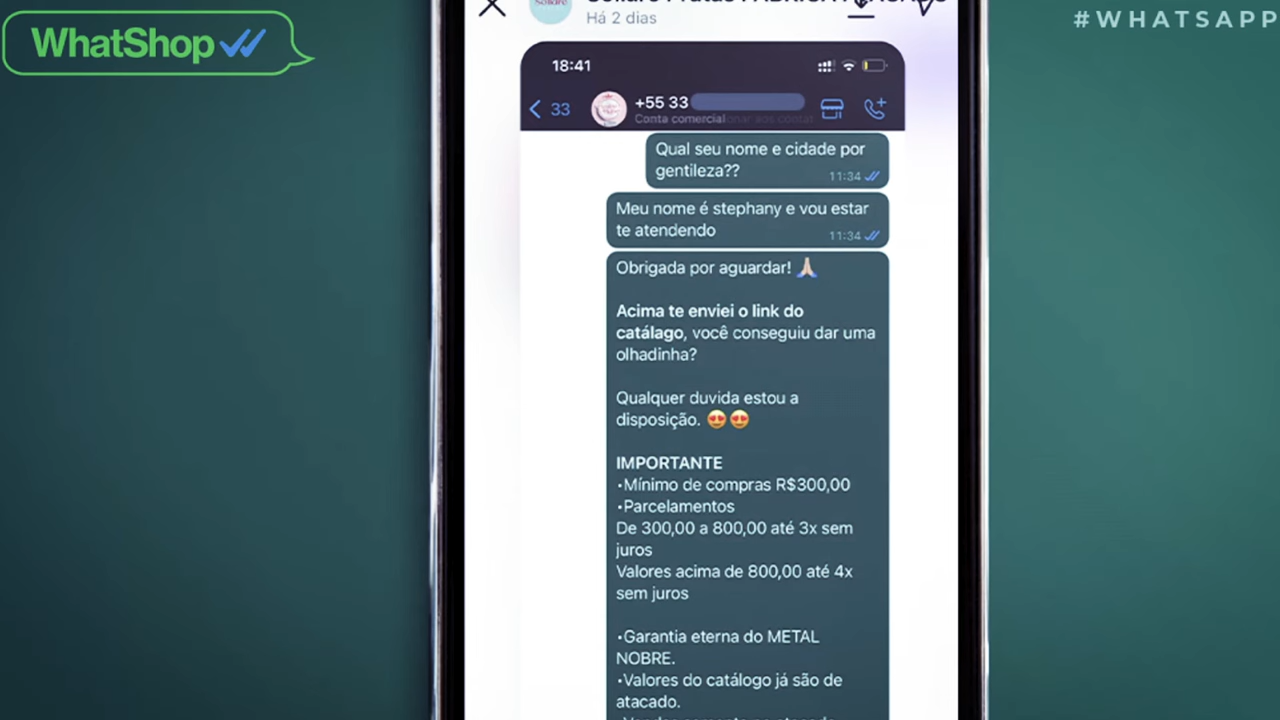 WhatShop
#WHATSAPP
Há 2 dias
18:41
33
+55 33
Conta comercial
Qual seu nome e cidade por
gentileza??
11:34
Meu nome é stephany e vou estar
te atendendo
11:34
Obrigada por aguardar! 🙏🏻
Acima te enviei o link do
catálago, você conseguiu dar uma
olhadinha?
Qualquer duvida estou a
disposição. 😍😍
IMPORTANTE
•Mínimo de compras R$300,00
•Parcelamentos
De 300,00 a 800,00 até 3x sem
juros
Valores acima de 800,00 até 4x
sem juros
•Garantia eterna do METAL
NOBRE.
•Valores do catálogo já são de
atacado.